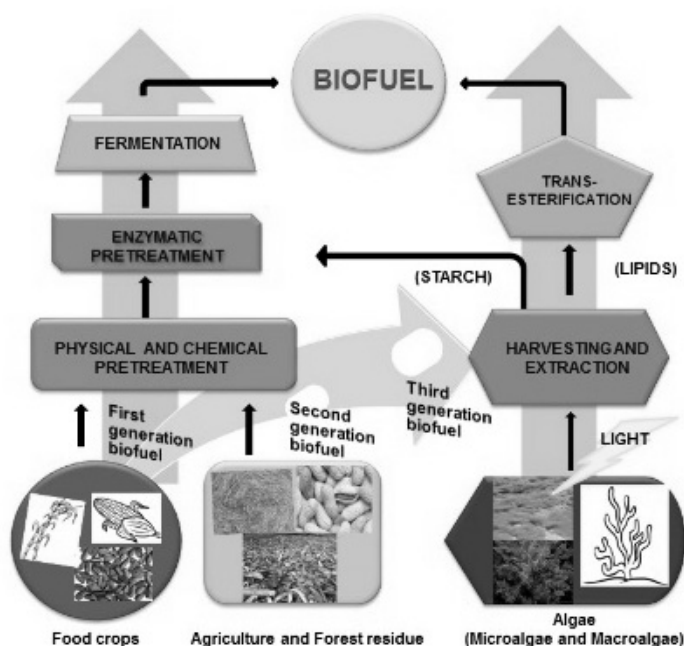 BIOFUEL
FERMENTATION
TRANS-
ESTERIFICATION
ENZYMATIC
PRETREATMENT
(STARCH)
(LIPIDS)
PHYSICAL AND CHEMICAL
PRETREATMENT
HARVESTING AND
EXTRACTION
First
generation
biofuel
Second
generation
biofuel
Third
generation
biofuel
LIGHT
Food crops
Agriculture and Forest residue
Algae
(Microalgae and Macroalgae)